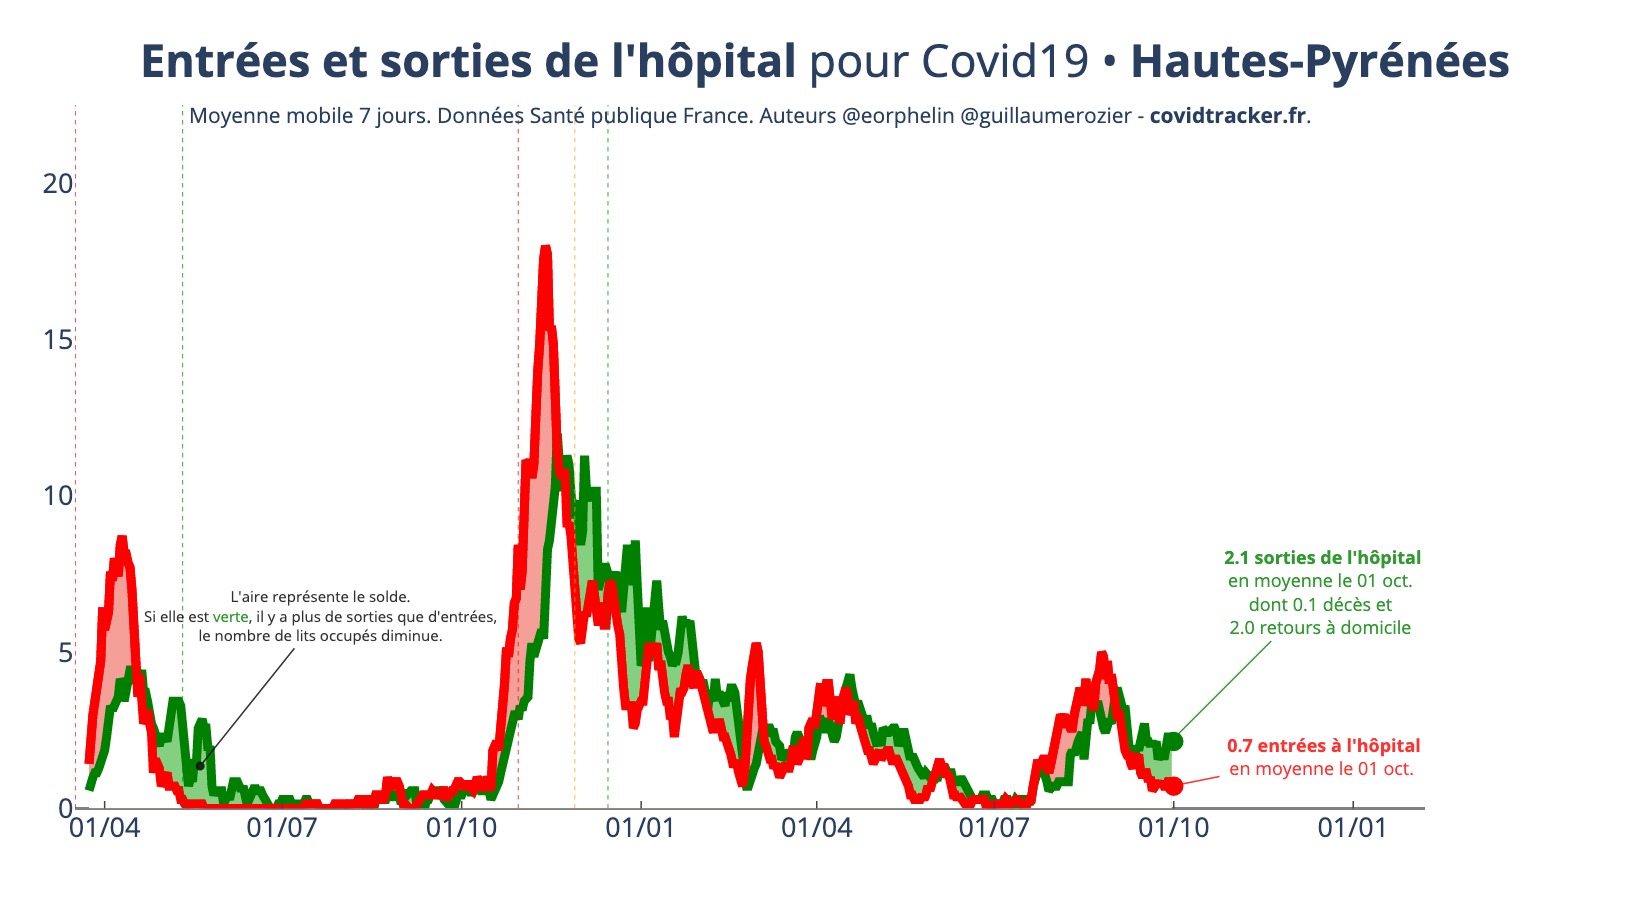 Entrées et sorties de l'hôpital pour Covid19 • Hautes-Pyrénées
Moyenne mobile 7 jours. Données Santé publique France. Auteurs @eorphelin @guillaumerozier - covidtracker.fr.
20
15
10
5
0
L'aire représente le solde.
Si elle est verte, il y a plus de sorties que d'entrées,
le nombre de lits occupés diminue.
2.1 sorties de l'hôpital
en moyenne le 01 oct.
dont 0.1 décès et
2.0 retours à domicile
0.7 entrées à l'hôpital
en moyenne le 01 oct.
01/04 01/07 01/10 01/01 01/04 01/07 01/10 01/01